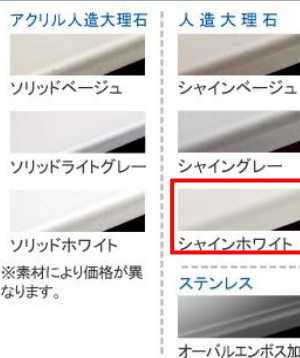 アクリル人造大理石
ソリッドベージュ
ソリッドライトグレー
ソリッドホワイト
※素材により価格が異
なります。
人造大理石
シャインベージュ
シャイングレー
シャインホワイト
ステンレス
オーバルエンボス加